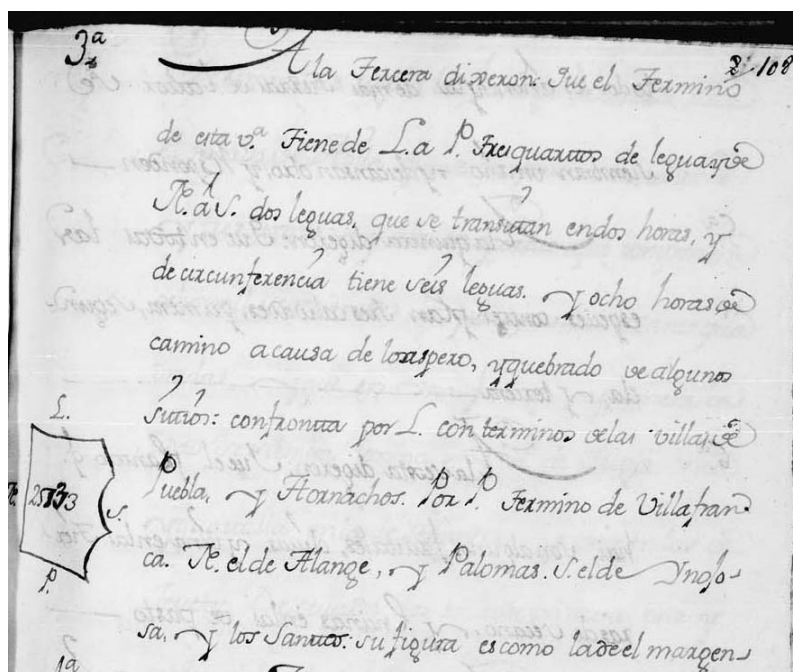 3ª
2·108
A la Tercera dixeron: Que el Termino
de esta v.ª Tiene de L. a P. Tres quartos de legua, y de
N. a S. dos leguas, que se transitan en dos horas, y
de circunferencia tiene seis leguas. y ocho horas de
camino a causa de lo aspero, y quebrado de algunos
sitios: confronta por L. con terminos de las villas de
Puebla, y Hornachos. Por P. Termino de Villafran
ca. N. el de Alange, y Palomas. S. el de Ynojo-
sa, y los Santos: su figura es como la de el margen
L.
N.
S.
P.
4ª